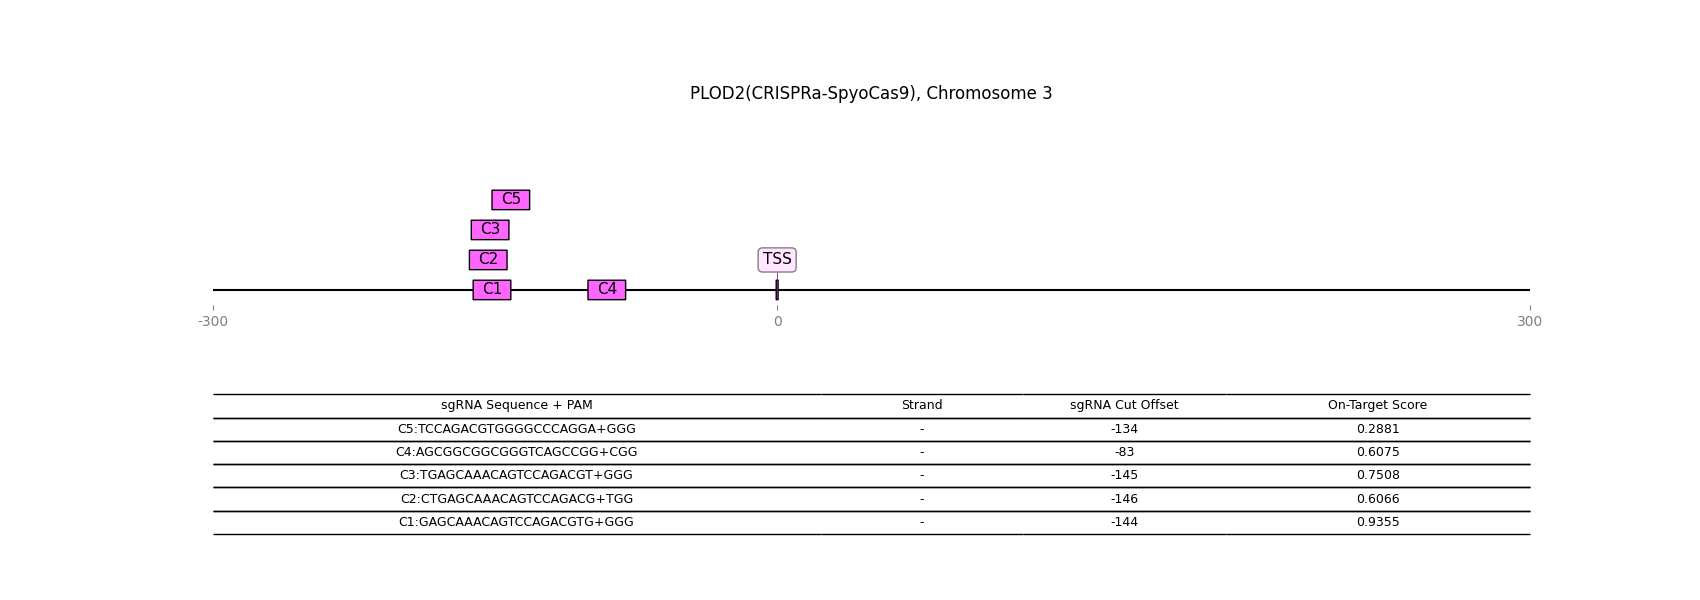 PLOD2(CRISPRa-SpyoCas9), Chromosome 3
C5
C3
C2 TSS
C1 C4
-300 0 300
sgRNA Sequence + PAM Strand sgRNA Cut Offset On-Target Score
C5:TCCAGACGTGGGGCCCAGGA+GGG - -134 0.2881
C4:AGCGGCGGCGGGTCAGCCGG+CGG - -83 0.6075
C3:TGAGCAAACAGTCCAGACGT+GGG - -145 0.7508
C2:CTGAGCAAACAGTCCAGACG+TGG - -146 0.6066
C1:GAGCAAACAGTCCAGACGTG+GGG - -144 0.9355